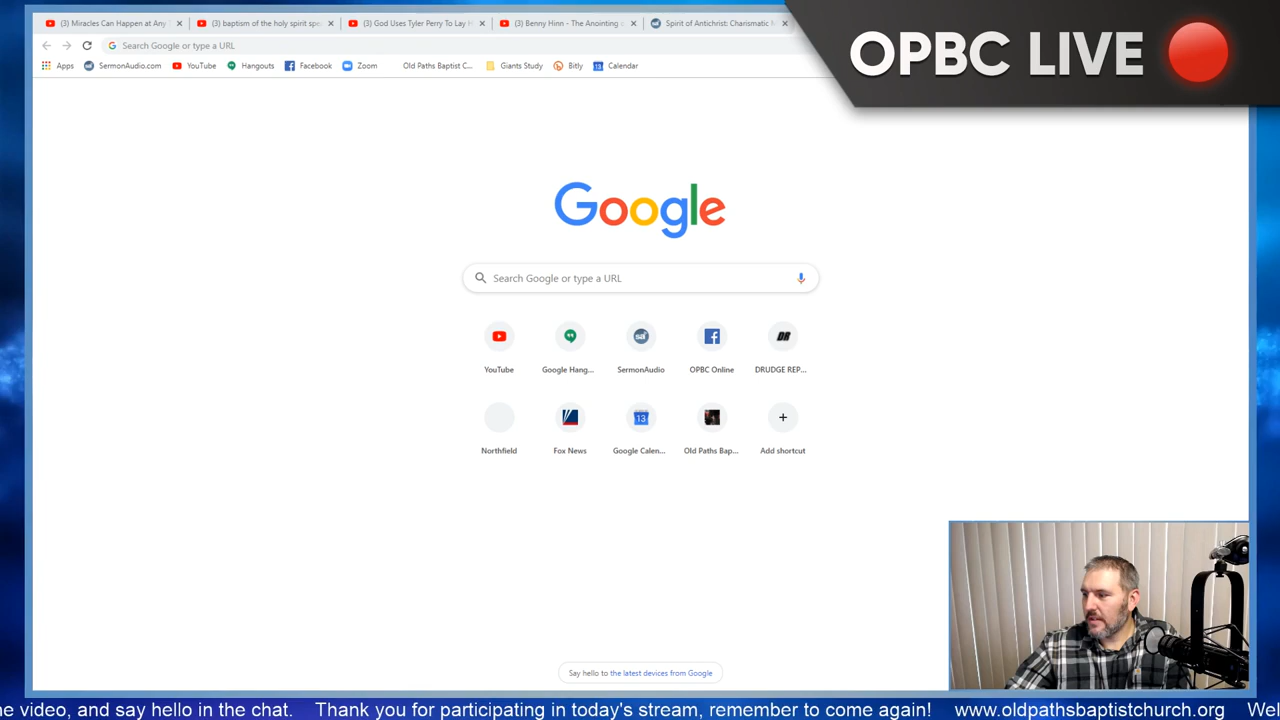 (3) Miracles Can Happen at Any
(3) baptism of the holy spirit spe
(3) God Uses Tyler Perry To Lay H
(3) Benny Hinn - The Anointing o
Spirit of Antichrist: Charismatic M
OPBC LIVE
Search Google or type a URL
Apps
SermonAudio.com
YouTube
Hangouts
Facebook
Zoom
Old Paths Baptist C...
Giants Study
Bitly
13
Calendar
Google
Search Google or type a URL
sa
DR
YouTube
Google Hang...
SermonAudio
OPBC Online
DRUDGE REP...
13
Northfield
Fox News
Google Calen...
Old Paths Bap...
Add shortcut
Say hello to the latest devices from Google
ne video, and say hello in the chat. Thank you for participating in today's stream, remember to come again! www.oldpathsbaptistchurch.org Wel